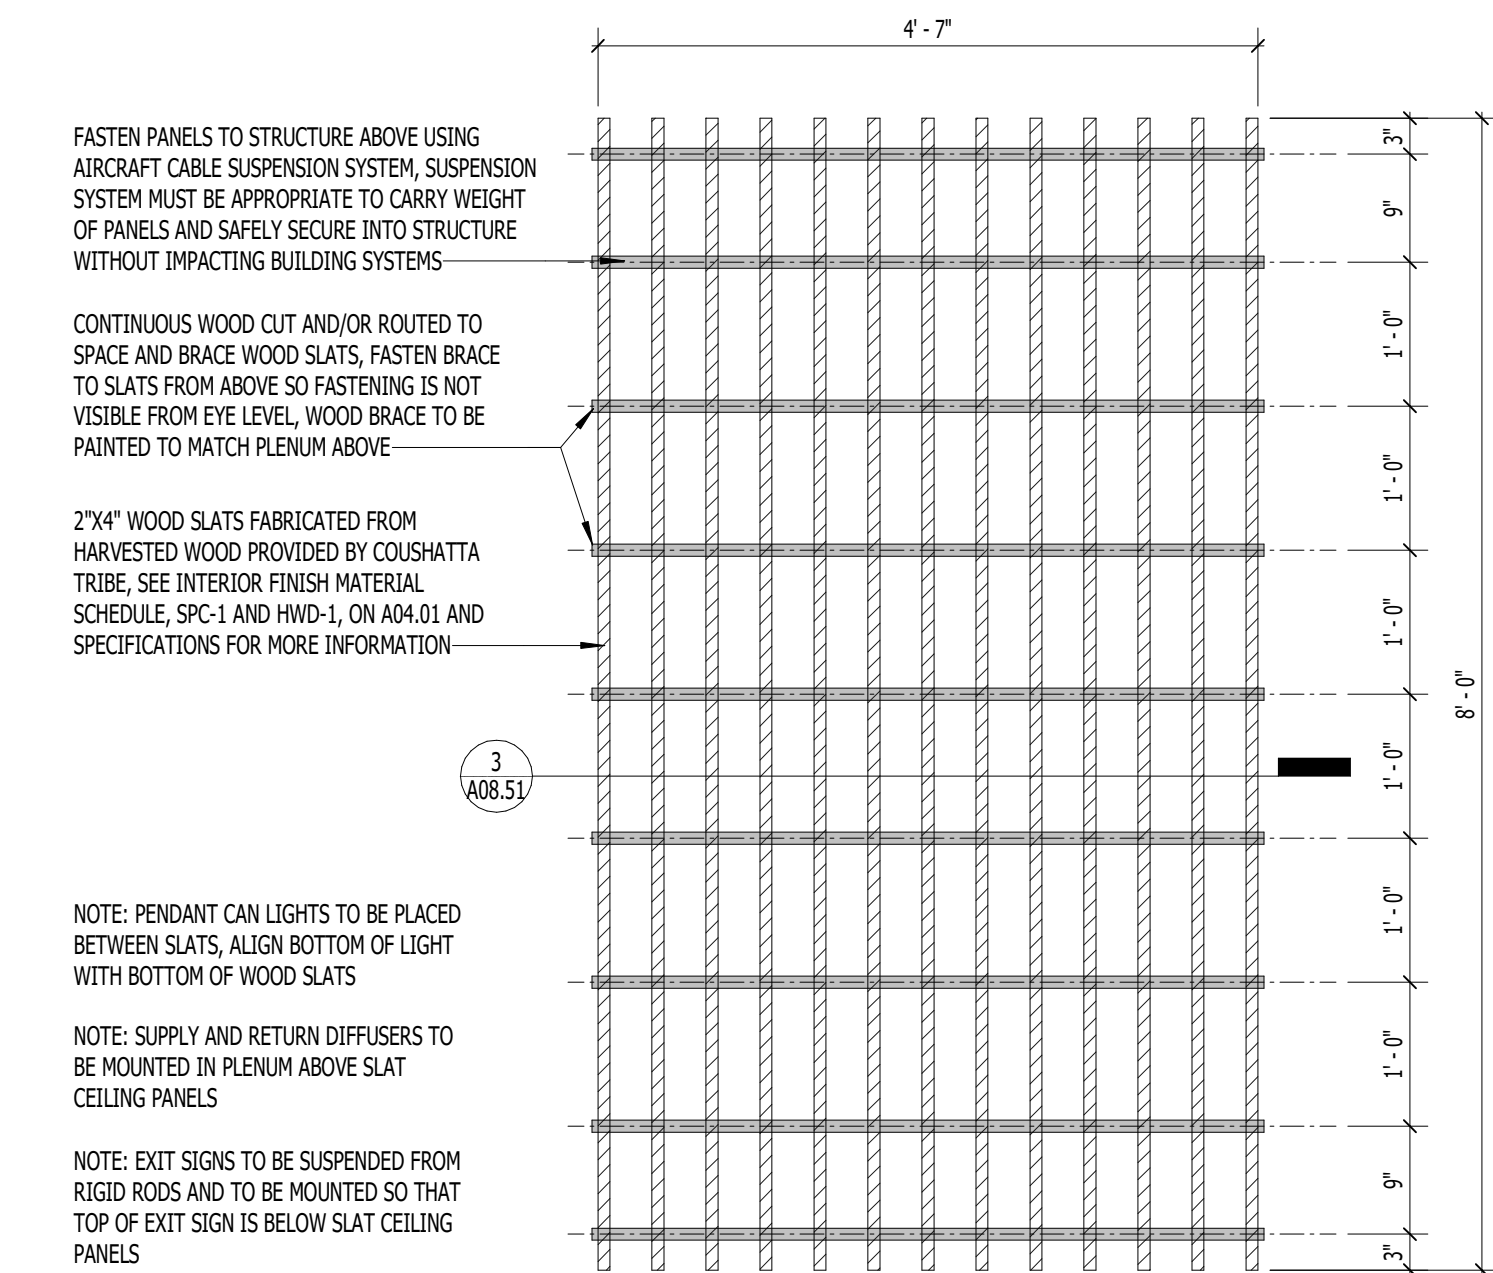 4' - 7"
FASTEN PANELS TO STRUCTURE ABOVE USING
AIRCRAFT CABLE SUSPENSION SYSTEM, SUSPENSION
SYSTEM MUST BE APPROPRIATE TO CARRY WEIGHT
OF PANELS AND SAFELY SECURE INTO STRUCTURE
WITHOUT IMPACTING BUILDING SYSTEMS
CONTINUOUS WOOD CUT AND/OR ROUTED TO
SPACE AND BRACE WOOD SLATS, FASTEN BRACE
TO SLATS FROM ABOVE SO FASTENING IS NOT
VISIBLE FROM EYE LEVEL, WOOD BRACE TO BE
PAINTED TO MATCH PLENUM ABOVE
2"X4" WOOD SLATS FABRICATED FROM
HARVESTED WOOD PROVIDED BY COUSHATTA
TRIBE, SEE INTERIOR FINISH MATERIAL
SCHEDULE, SPC-1 AND HWD-1, ON A04.01 AND
SPECIFICATIONS FOR MORE INFORMATION
3
A08.51
NOTE: PENDANT CAN LIGHTS TO BE PLACED
BETWEEN SLATS, ALIGN BOTTOM OF LIGHT
WITH BOTTOM OF WOOD SLATS
NOTE: SUPPLY AND RETURN DIFFUSERS TO
BE MOUNTED IN PLENUM ABOVE SLAT
CEILING PANELS
NOTE: EXIT SIGNS TO BE SUSPENDED FROM
RIGID RODS AND TO BE MOUNTED SO THAT
TOP OF EXIT SIGN IS BELOW SLAT CEILING
PANELS
3"
9"
1' - 0"
1' - 0"
1' - 0"
1' - 0"
1' - 0"
1' - 0"
9"
3"
8' - 0"